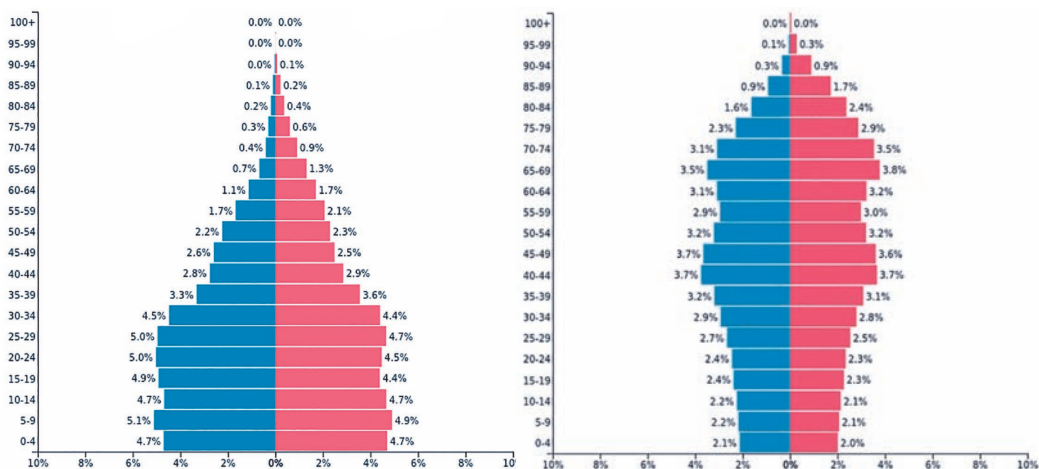 100+ 0.0% 0.0%
95-99 0.0% 0.0%
90-94 0.0% 0.1%
85-89 0.1% 0.2%
80-84 0.2% 0.4%
75-79 0.3% 0.6%
70-74 0.4% 0.9%
65-69 0.7% 1.3%
60-64 1.1% 1.7%
55-59 1.7% 2.1%
50-54 2.2% 2.3%
45-49 2.6% 2.5%
40-44 2.8% 2.9%
35-39 3.3% 3.6%
30-34 4.5% 4.4%
25-29 5.0% 4.7%
20-24 5.0% 4.5%
15-19 4.9% 4.4%
10-14 4.7% 4.7%
5-9 5.1% 4.9%
0-4 4.7% 4.7%
10% 8% 6% 4% 2% 0% 2% 4% 6% 8% 10
100+ 0.0% 0.0%
95-99 0.1% 0.3%
90-94 0.3% 0.9%
85-89 0.9% 1.7%
80-84 1.6% 2.4%
75-79 2.3% 2.9%
70-74 3.1% 3.5%
65-69 3.5% 3.8%
60-64 3.1% 3.2%
55-59 2.9% 3.0%
50-54 3.2% 3.2%
45-49 3.7% 3.6%
40-44 3.7% 3.7%
35-39 3.2% 3.1%
30-34 2.9% 2.8%
25-29 2.7% 2.5%
20-24 2.4% 2.3%
15-19 2.4% 2.3%
10-14 2.2% 2.1%
5-9 2.2% 2.1%
0-4 2.1% 2.0%
10% 8% 6% 4% 2% 0% 2% 4% 6% 8% 10%